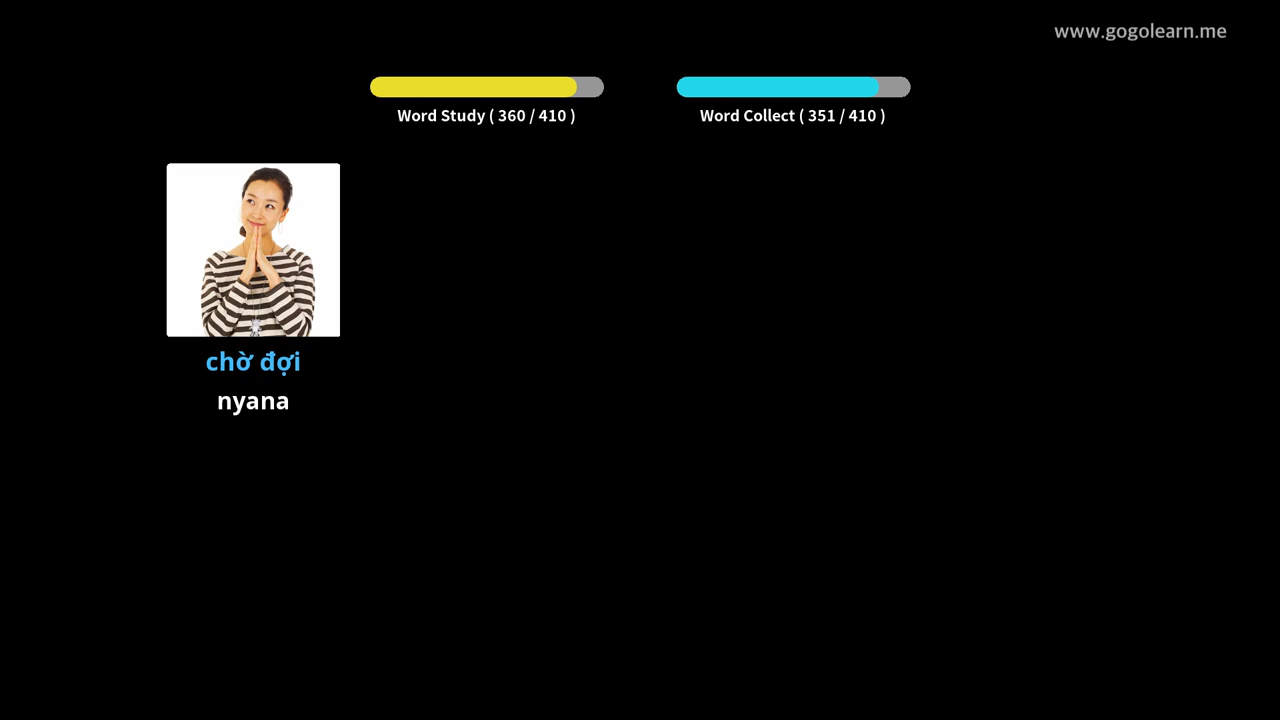 www.gogolearn.me
Word Study ( 360 / 410 )
Word Collect ( 351 / 410 )
chờ đợi
nyana